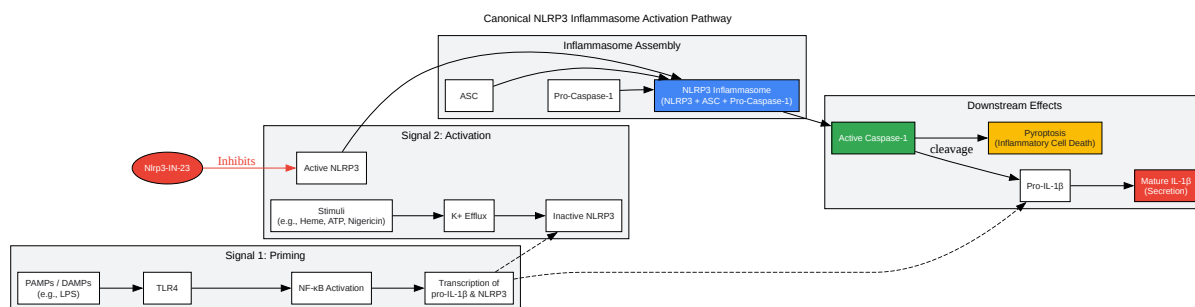 Canonical NLRP3 Inflammasome Activation Pathway
Inflammasome Assembly
ASC
Pro-Caspase-1
NLRP3 Inflammasome
(NLRP3 + ASC + Pro-Caspase-1)
Downstream Effects
Active Caspase-1
Pyroptosis
(Inflammatory Cell Death)
cleavage
Pro-IL-1β
Mature IL-1β
(Secretion)
Signal 2: Activation
Nlrp3-IN-23
Inhibits
Active NLRP3
Stimuli
(e.g., Heme, ATP, Nigericin)
K+ Efflux
Inactive NLRP3
Signal 1: Priming
PAMPs / DAMPs
(e.g., LPS)
TLR4
NF-κB Activation
Transcription of
pro-IL-1β & NLRP3